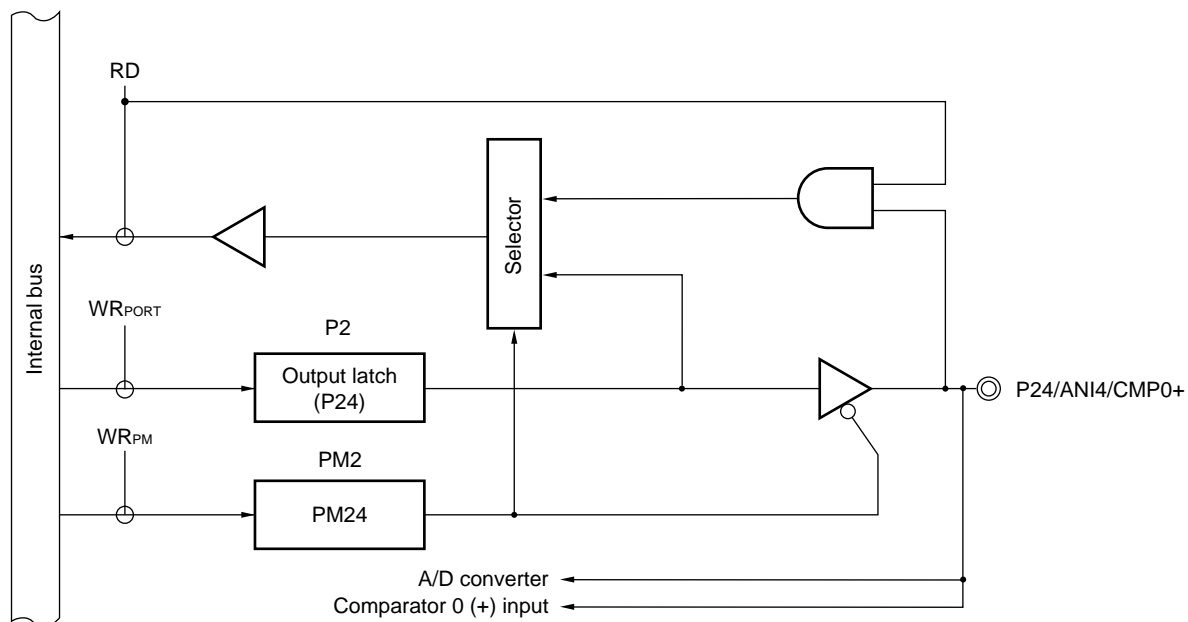 RD
Selector
Internal bus
WRPORT
P2
Output latch
(P24)
P24/ANI4/CMP0+
WRPM
PM2
PM24
A/D converter
Comparator 0 (+) input